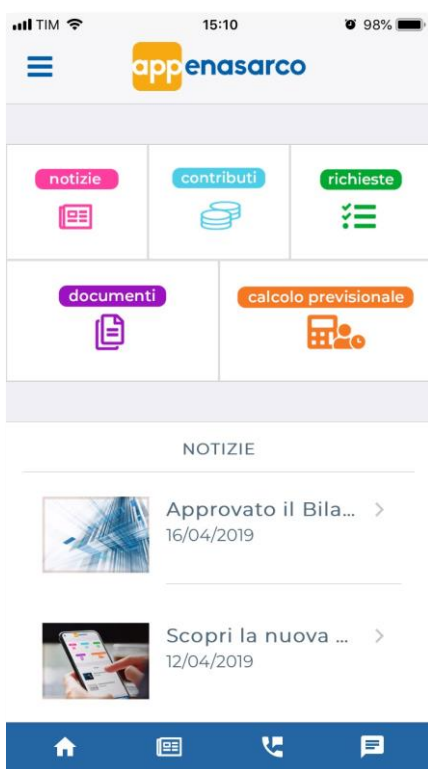 TIM 15:10 98%
appenasarco
notizie contributi richieste
documenti calcolo previsionale
NOTIZIE
Approvato il Bila...
16/04/2019
Scopri la nuova ...
12/04/2019